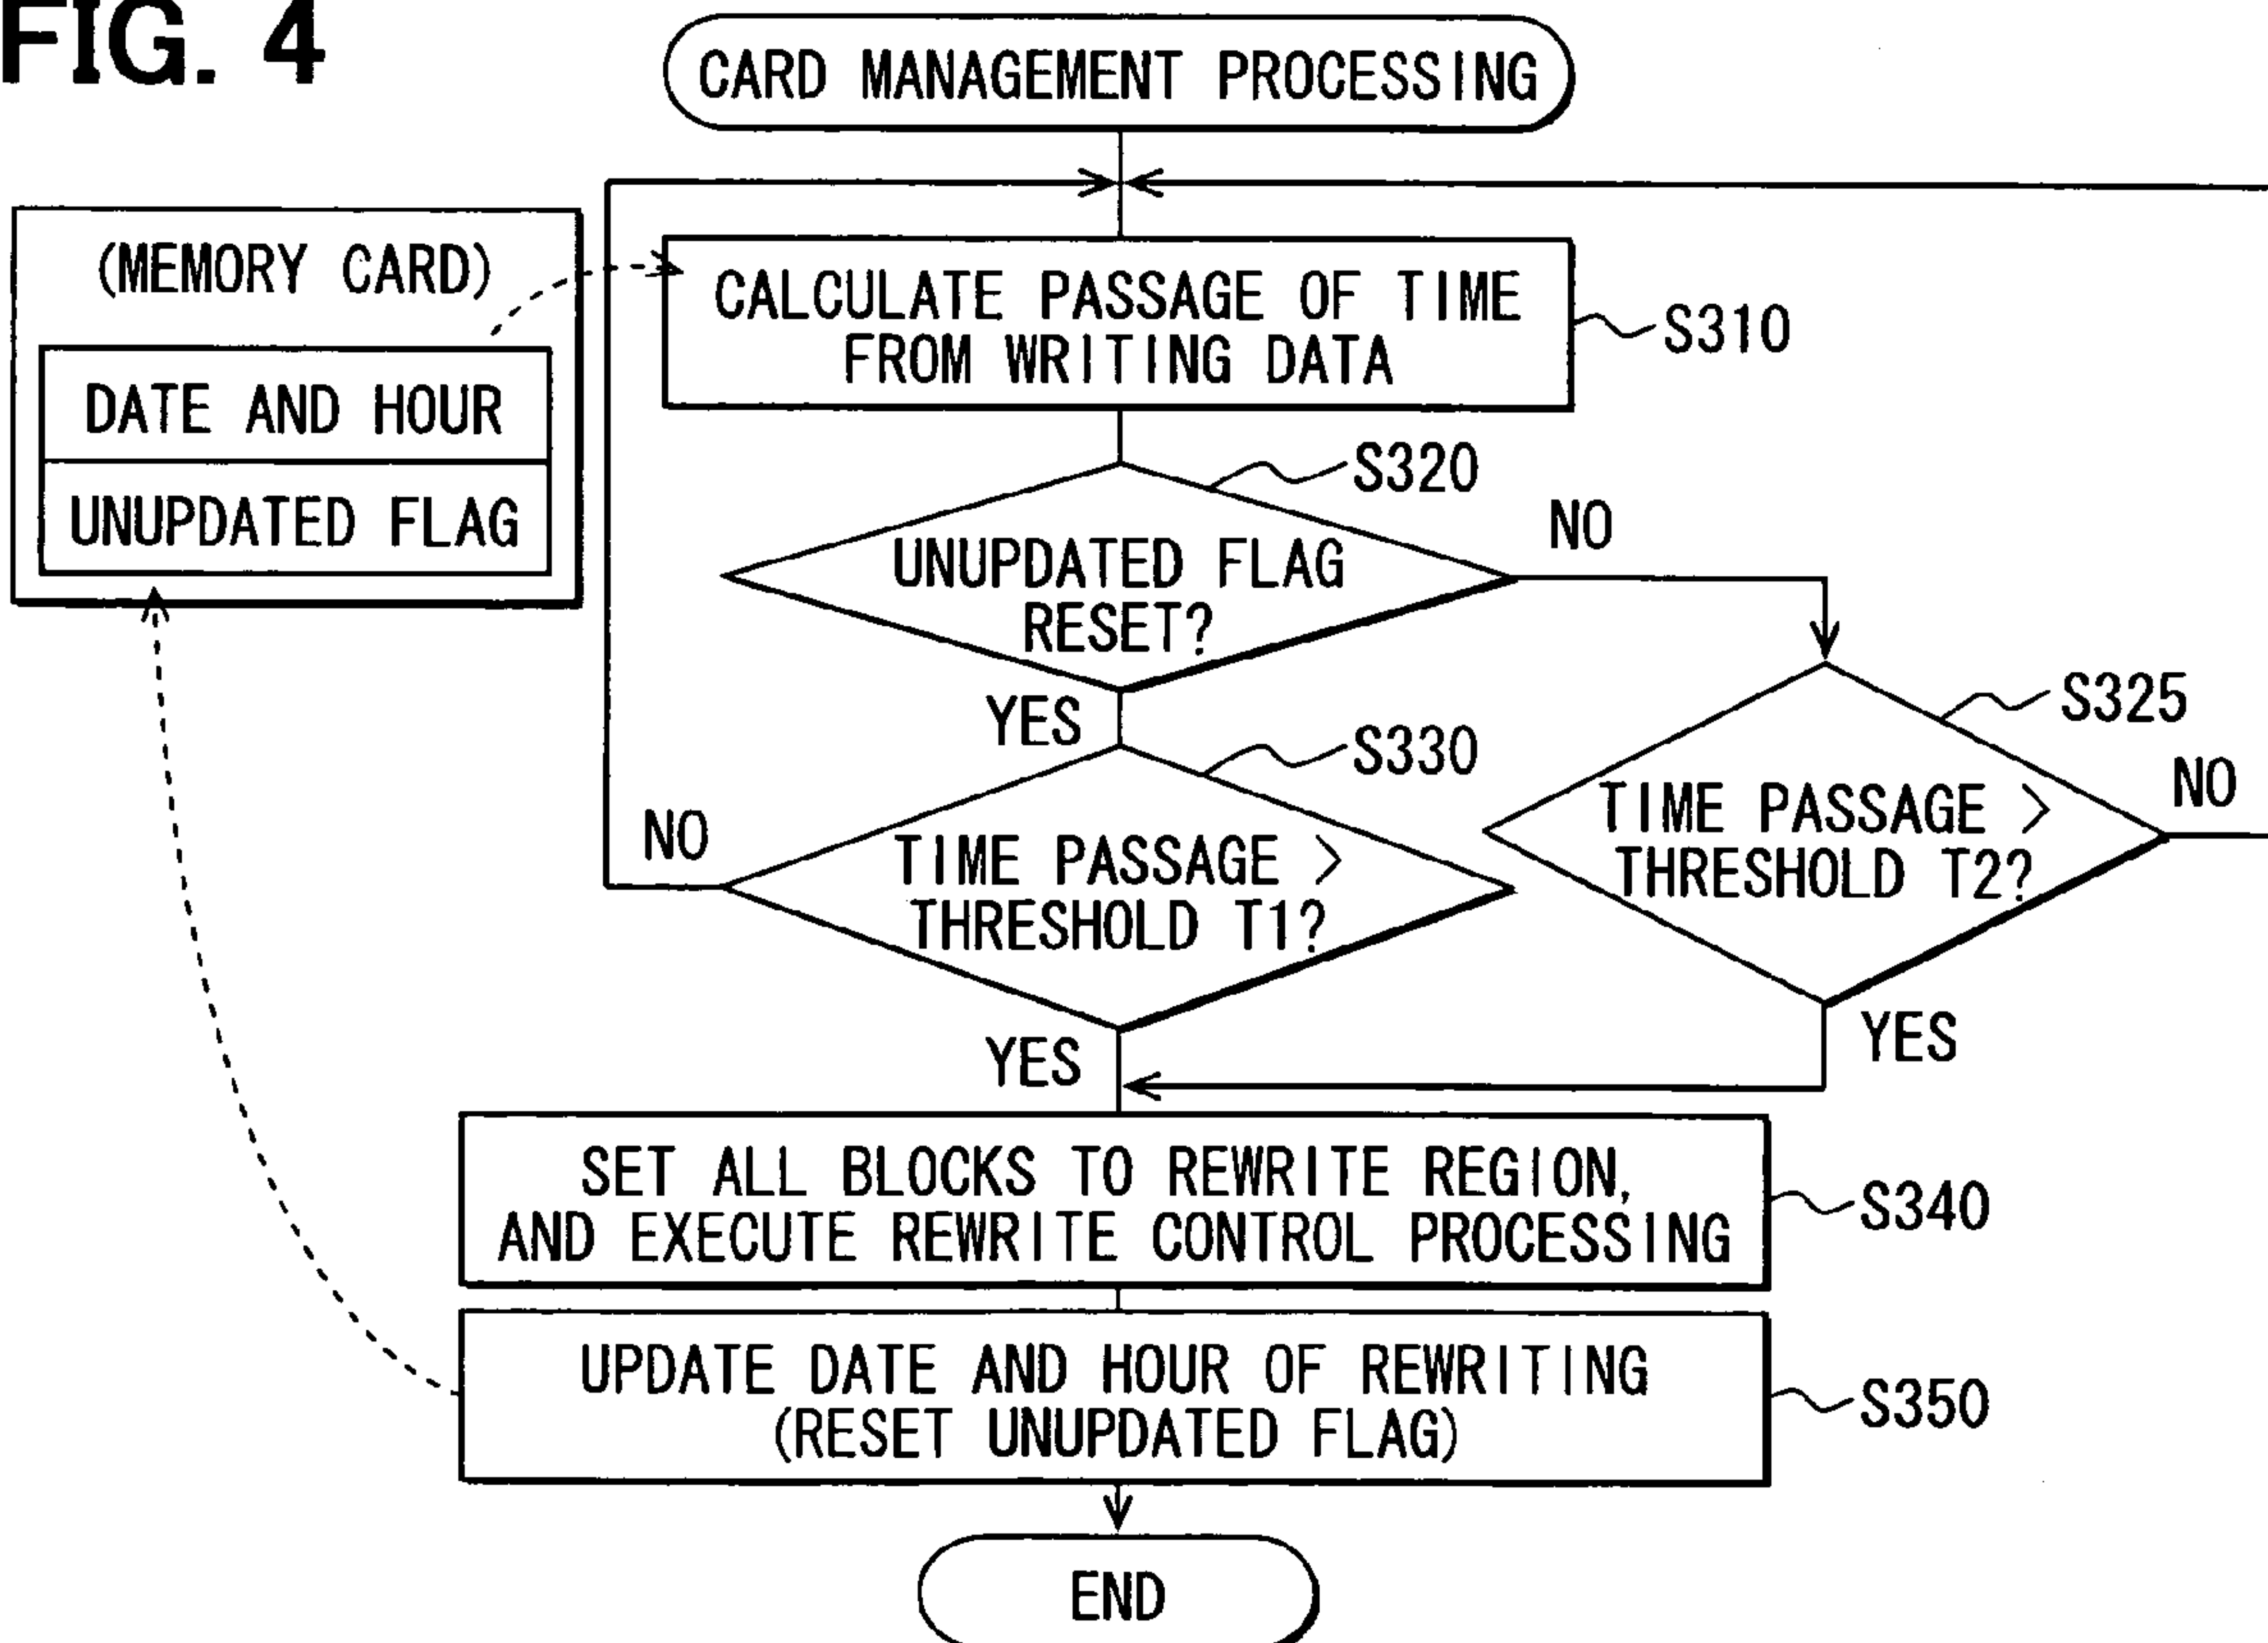 FIG. 4
CARD MANAGEMENT PROCESSING
(MEMORY CARD)
DATE AND HOUR
UNUPDATED FLAG
CALCULATE PASSAGE OF TIME
FROM WRITING DATA
S310
S320
UNUPDATED FLAG
RESET?
NO
YES
S325
TIME PASSAGE >
THRESHOLD T2?
NO
YES
S330
TIME PASSAGE >
THRESHOLD T1?
NO
YES
SET ALL BLOCKS TO REWRITE REGION,
AND EXECUTE REWRITE CONTROL PROCESSING
S340
UPDATE DATE AND HOUR OF REWRITING
(RESET UNUPDATED FLAG)
S350
END